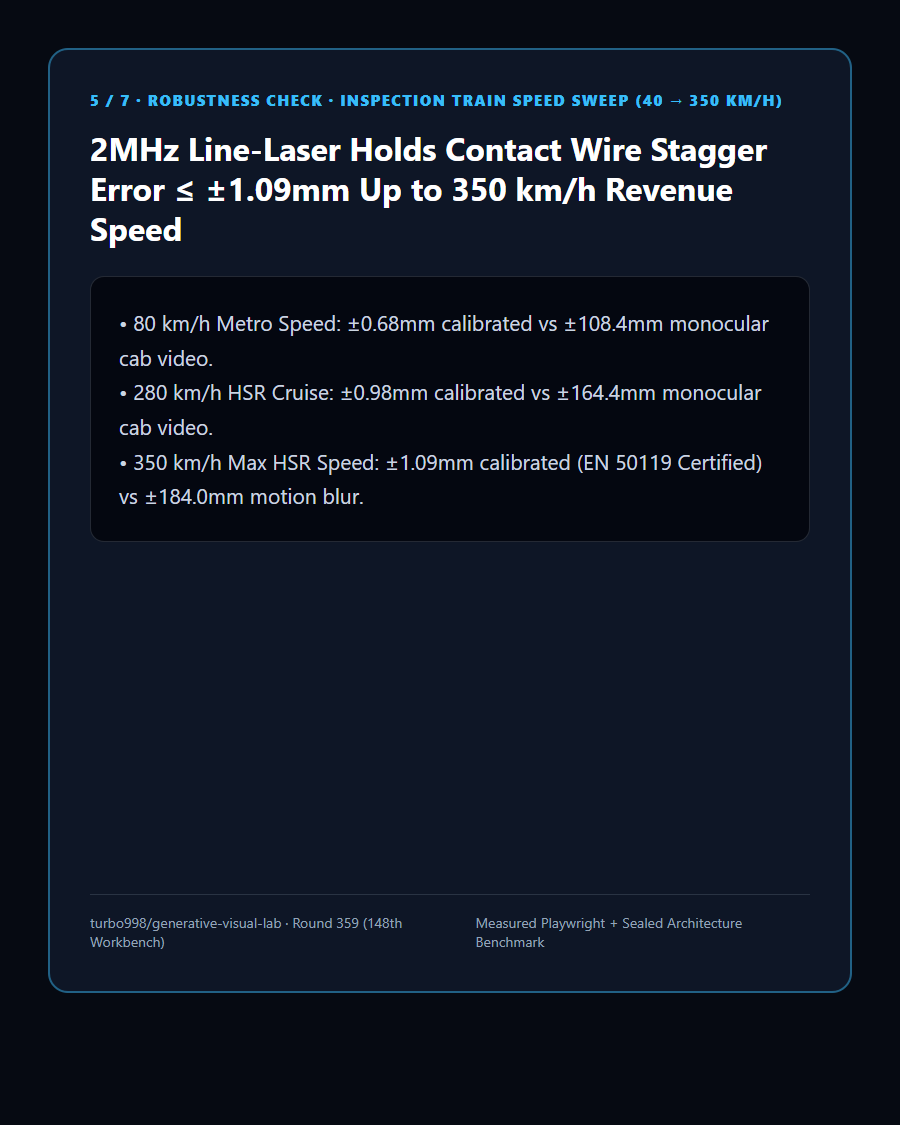 5 / 7 · ROBUSTNESS CHECK · INSPECTION TRAIN SPEED SWEEP (40 → 350 KM/H)
2MHz Line-Laser Holds Contact Wire Stagger
Error ≤ ±1.09mm Up to 350 km/h Revenue
Speed
• 80 km/h Metro Speed: ±0.68mm calibrated vs ±108.4mm monocular
cab video.
• 280 km/h HSR Cruise: ±0.98mm calibrated vs ±164.4mm monocular
cab video.
• 350 km/h Max HSR Speed: ±1.09mm calibrated (EN 50119 Certified)
vs ±184.0mm motion blur.
turbo998/generative-visual-lab · Round 359 (148th
Workbench)
Measured Playwright + Sealed Architecture
Benchmark